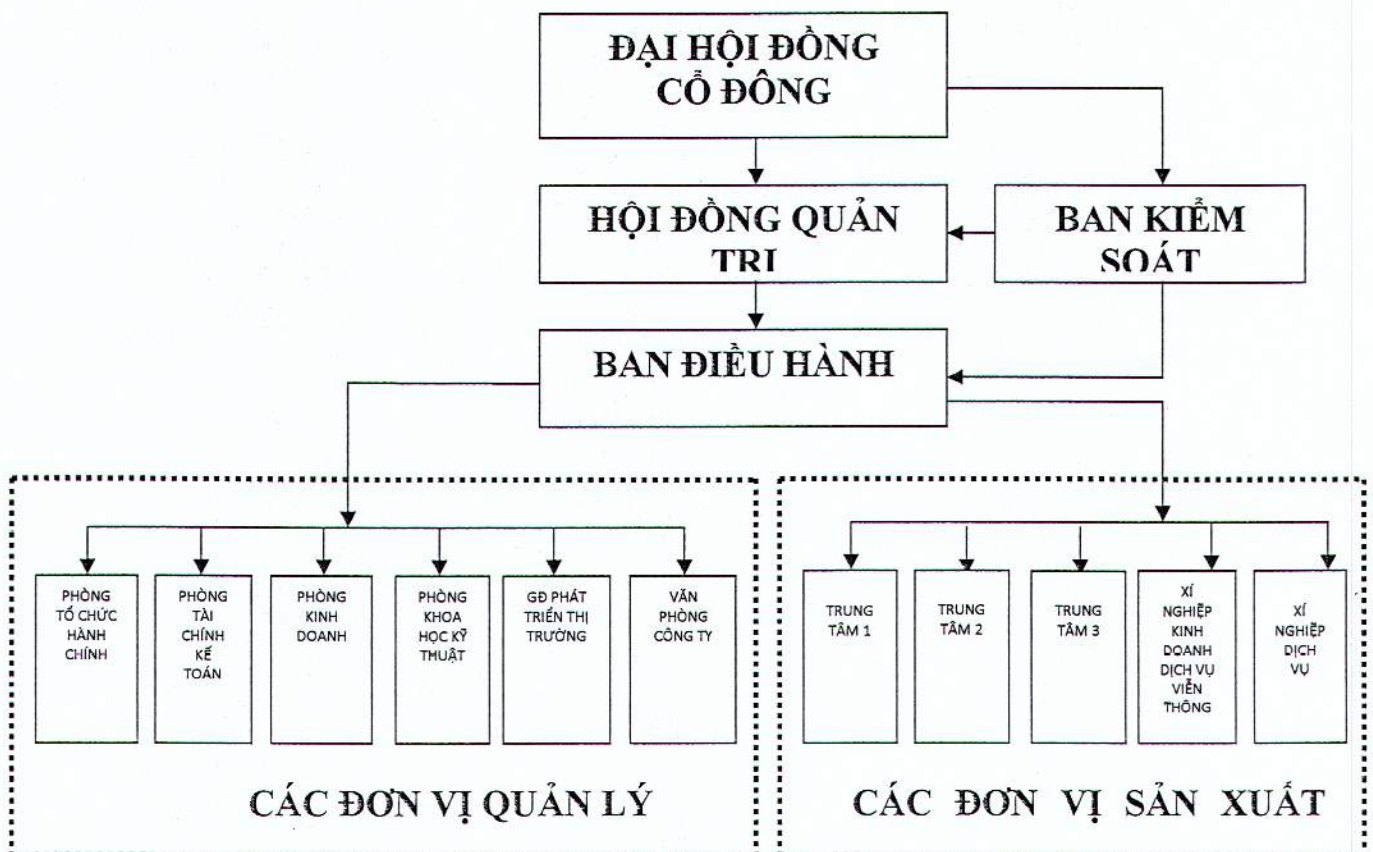 ĐẠI HỘI ĐỒNG
CỔ ĐÔNG
HỘI ĐỒNG QUẢN
TRỊ
BAN KIỂM
SOÁT
BAN ĐIỀU HÀNH
PHÒNG
TỔ CHỨC
HÀNH
CHÍNH
PHÒNG
TÀI
CHÍNH
KẾ
TOÁN
PHÒNG
KINH
DOANH
PHÒNG
KHOA
HỌC KỸ
THUẬT
GĐ PHÁT
TRIỂN THỊ
TRƯỜNG
VĂN
PHÒNG
CÔNG TY
TRUNG
TÂM 1
TRUNG
TÂM 2
TRUNG
TÂM 3
XÍ
NGHIỆP
KINH
DOANH
DỊCH VỤ
VIỄN
THÔNG
XÍ
NGHIỆP
DỊCH
VỤ
CÁC ĐƠN VỊ QUẢN LÝ
CÁC ĐƠN VỊ SẢN XUẤT